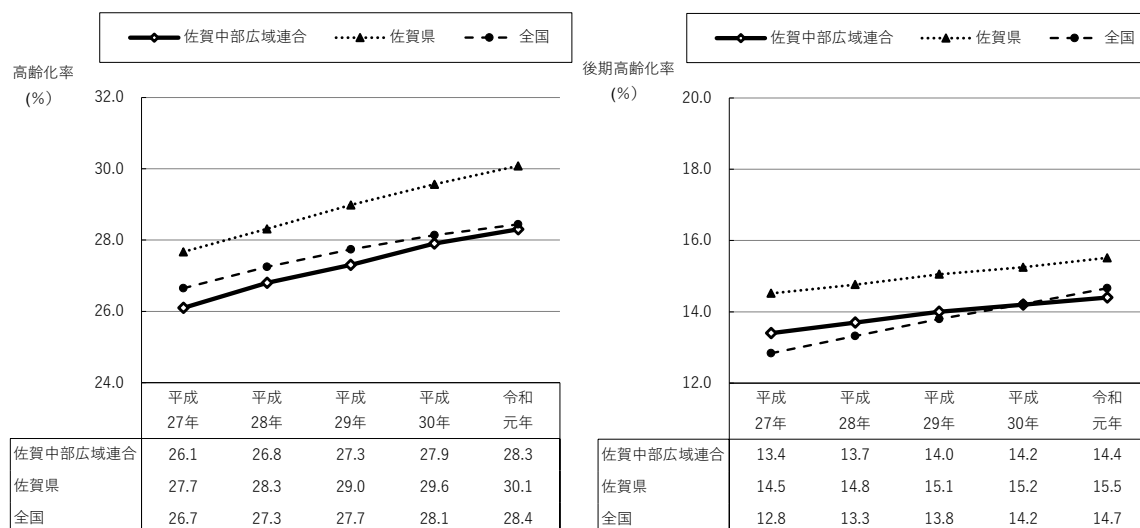 佐賀中部広域連合 佐賀県 全国
高齢化率
(%)
32.0
30.0
28.0
26.0
24.0
平成 平成 平成 平成 令和
27年 28年 29年 30年 元年
佐賀中部広域連合 26.1 26.8 27.3 27.9 28.3
佐賀県 27.7 28.3 29.0 29.6 30.1
全国 26.7 27.3 27.7 28.1 28.4
佐賀中部広域連合 佐賀県 全国
後期高齢化率
(%)
20.0
18.0
16.0
14.0
12.0
平成 平成 平成 平成 令和
27年 28年 29年 30年 元年
佐賀中部広域連合 13.4 13.7 14.0 14.2 14.4
佐賀県 14.5 14.8 15.1 15.2 15.5
全国 12.8 13.3 13.8 14.2 14.7